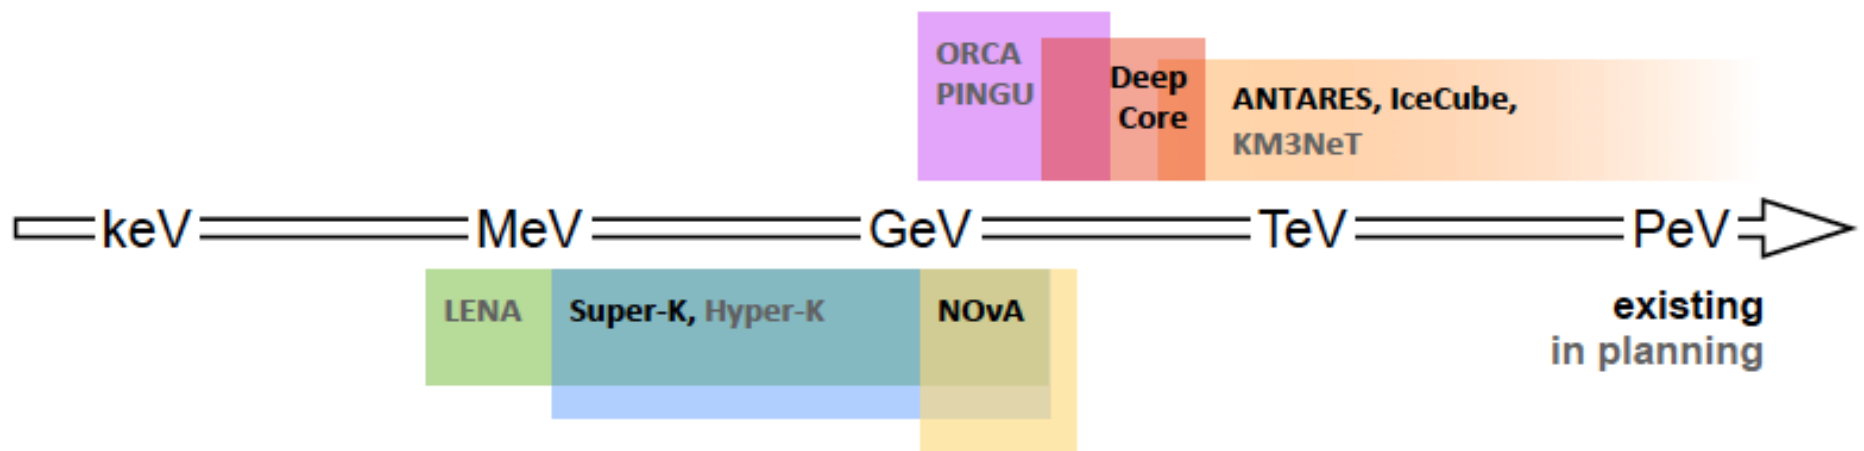 ORCA
PINGU
Deep
Core
ANTARES, IceCube,
KM3NeT
keV MeV GeV TeV PeV
LENA Super-K, Hyper-K NOvA
existing
in planning